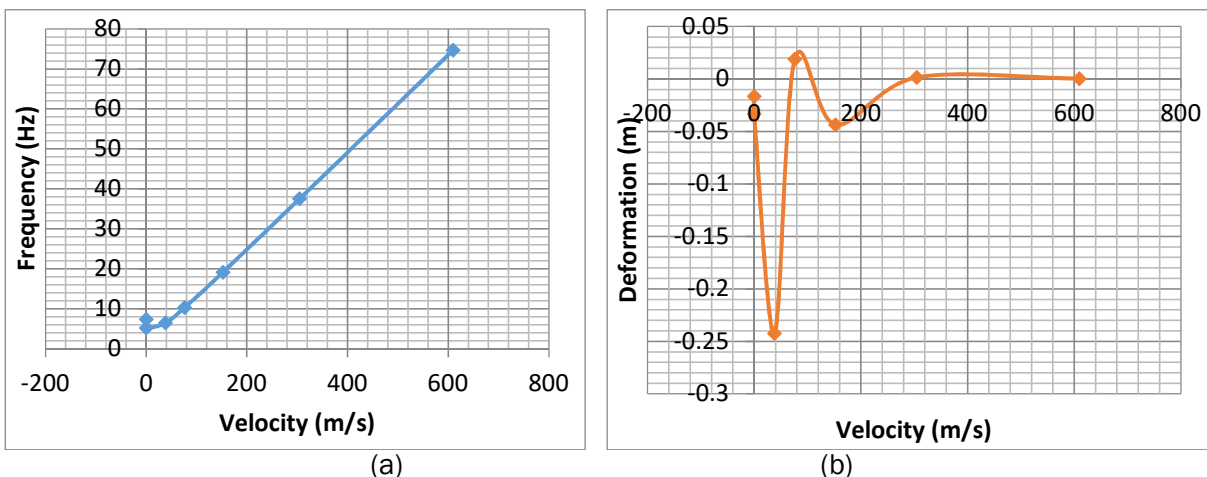 80
70
60
50
40
30
20
10
0
-200 0 200 400 600 800
Frequency (Hz)
Velocity (m/s)
(a)
0.05
0
-200 0 200 400 600 800
-0.05
-0.1
-0.15
-0.2
-0.25
-0.3
Deformation (m)
Velocity (m/s)
(b)